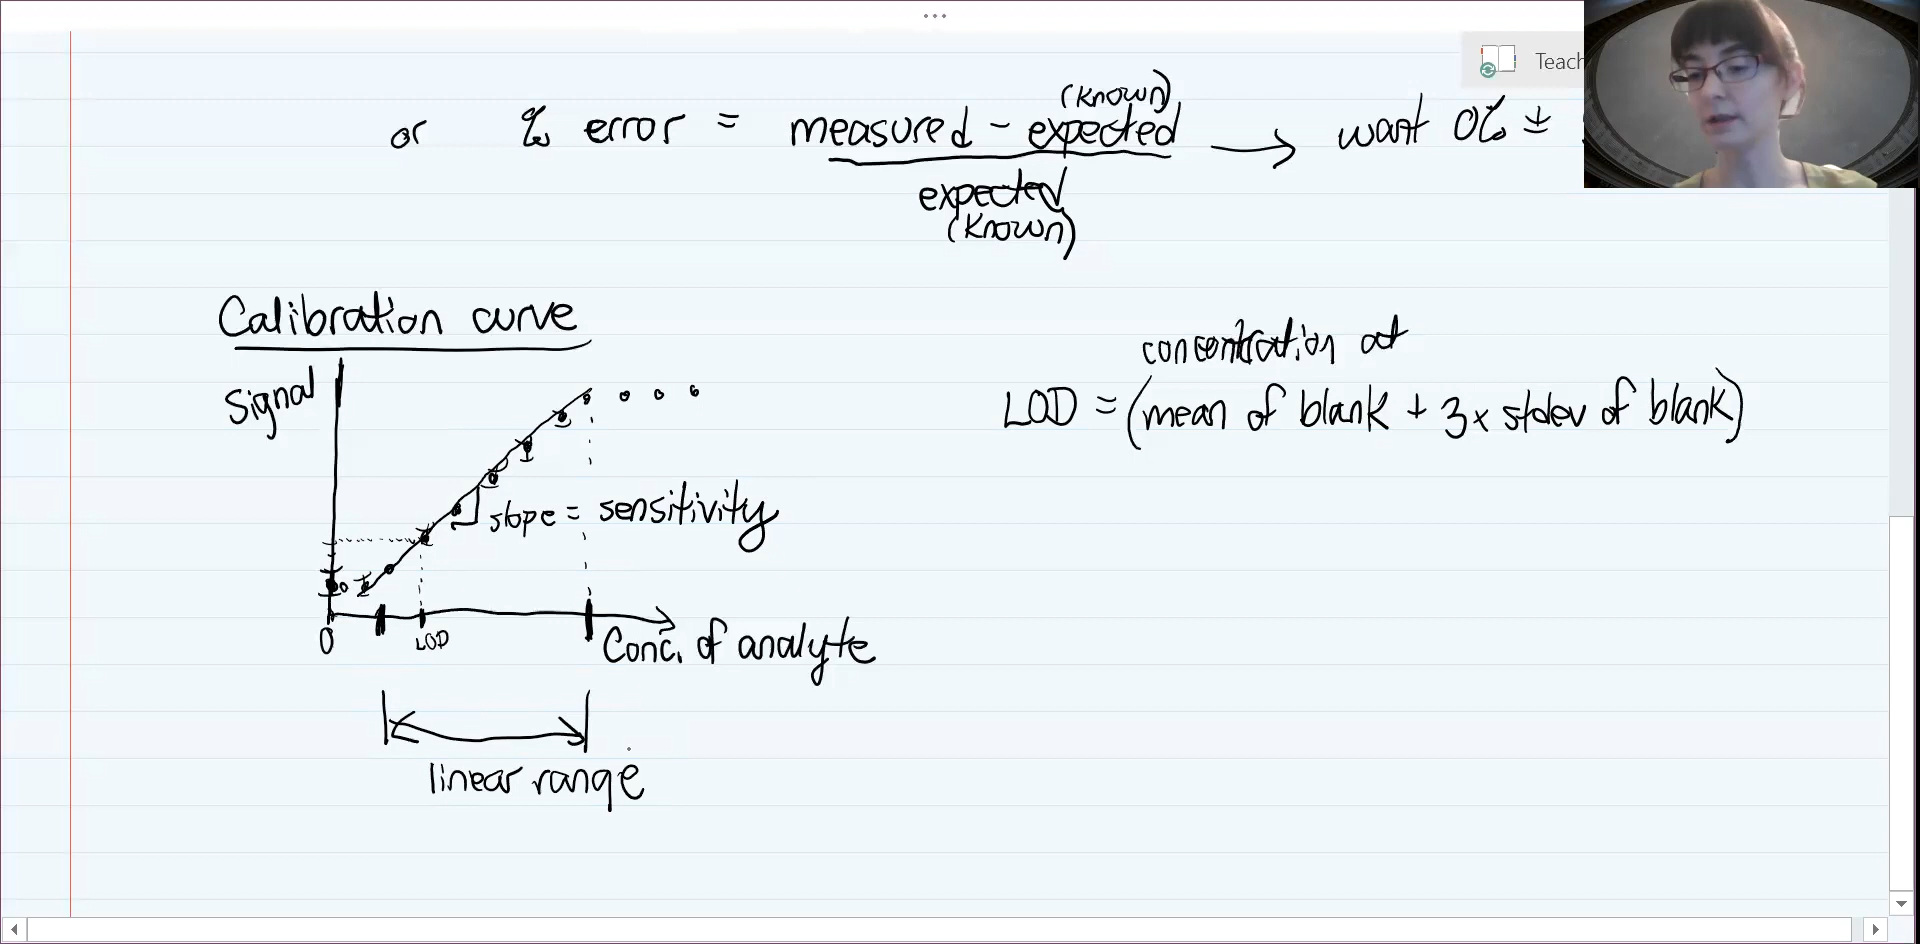 Teach
(known)
or % error = measured - expected → want 0% ±
expected
(known)
Calibration curve
concentration at
Signal
LOD = (mean of blank + 3x stdev of blank)
slope = sensitivity
0
LOD
Conc. of analyte
linear range